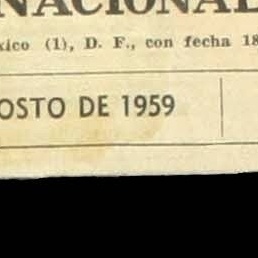 NACIONAL
xico (1), D. F., con fecha 18
OSTO DE 1959